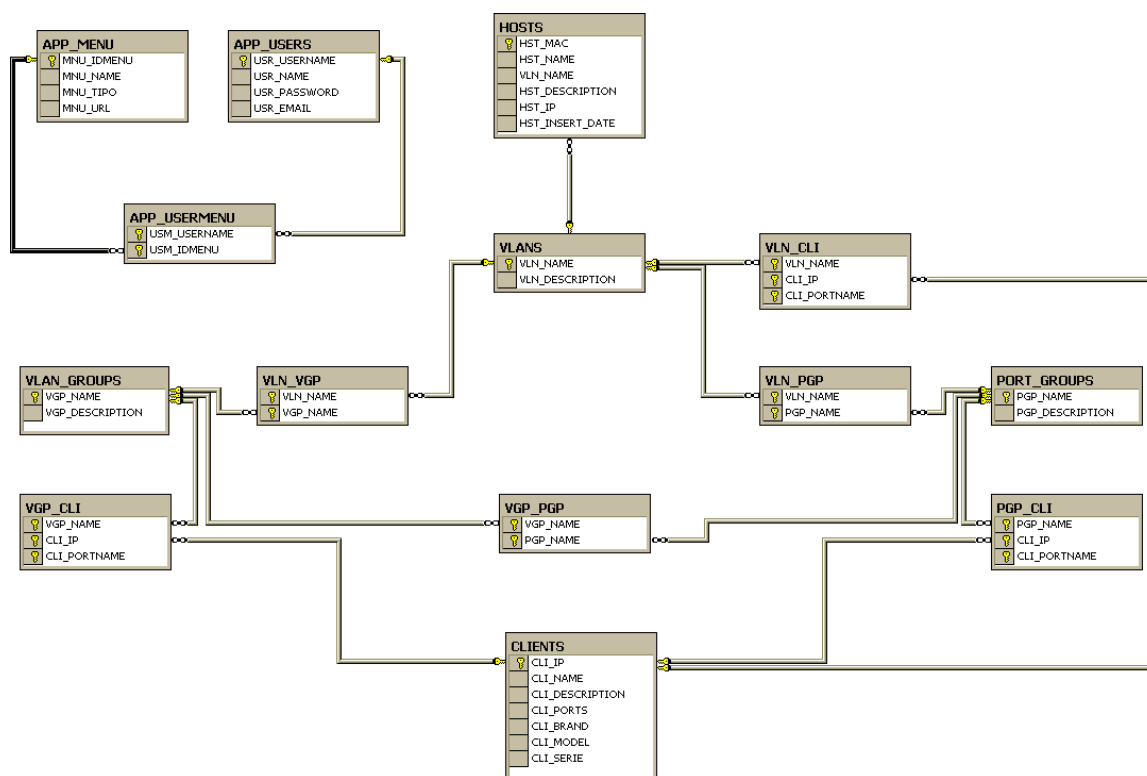 APP_MENU
MNU_IDMENU
MNU_NAME
MNU_TIPO
MNU_URL
APP_USERS
USR_USERNAME
USR_NAME
USR_PASSWORD
USR_EMAIL
HOSTS
HST_MAC
HST_NAME
VLN_NAME
HST_DESCRIPTION
HST_IP
HST_INSERT_DATE
APP_USERMENU
USM_USERNAME
USM_IDMENU
VLANS
VLN_NAME
VLN_DESCRIPTION
VLN_CLI
VLN_NAME
CLI_IP
CLI_PORTNAME
VLAN_GROUPS
VGP_NAME
VGP_DESCRIPTION
VLN_VGP
VLN_NAME
VGP_NAME
VLN_PGP
VLN_NAME
PGP_NAME
PORT_GROUPS
PGP_NAME
PGP_DESCRIPTION
VGP_CLI
VGP_NAME
CLI_IP
CLI_PORTNAME
VGP_PGP
VGP_NAME
PGP_NAME
PGP_CLI
PGP_NAME
CLI_IP
CLI_PORTNAME
CLIENTS
CLI_IP
CLI_NAME
CLI_DESCRIPTION
CLI_PORTS
CLI_BRAND
CLI_MODEL
CLI_SERIE